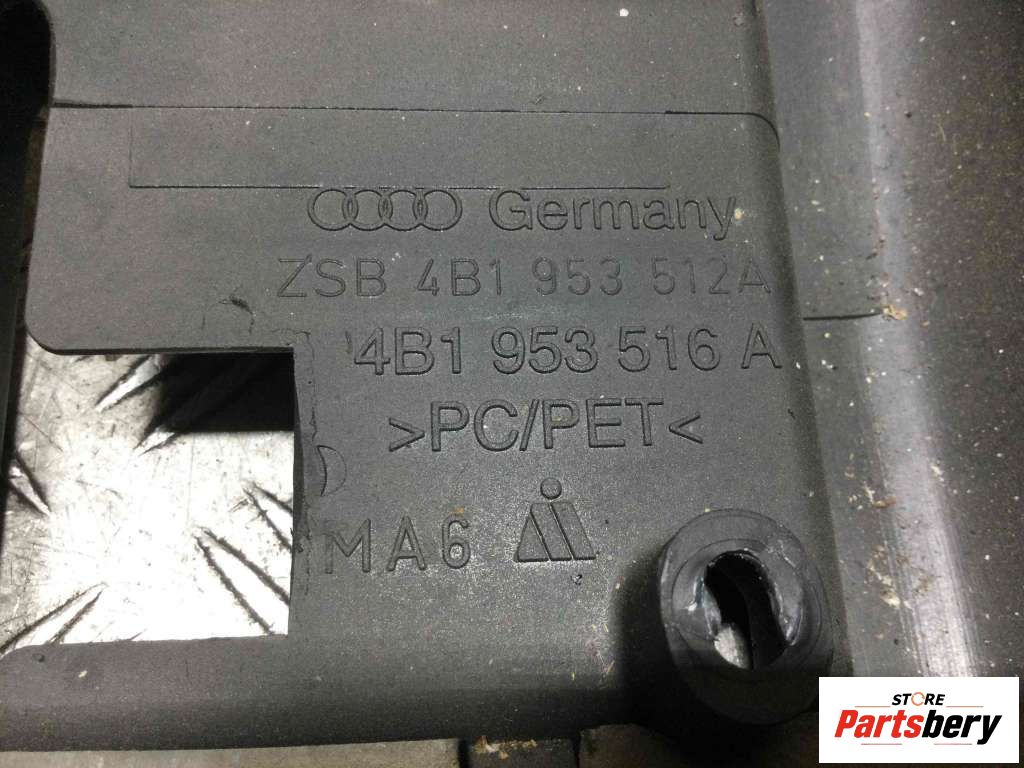 Germany
ZSB 4B1 953 512A
4B1 953 516 A
>PC/PET<
MA6
STORE
Partsbery